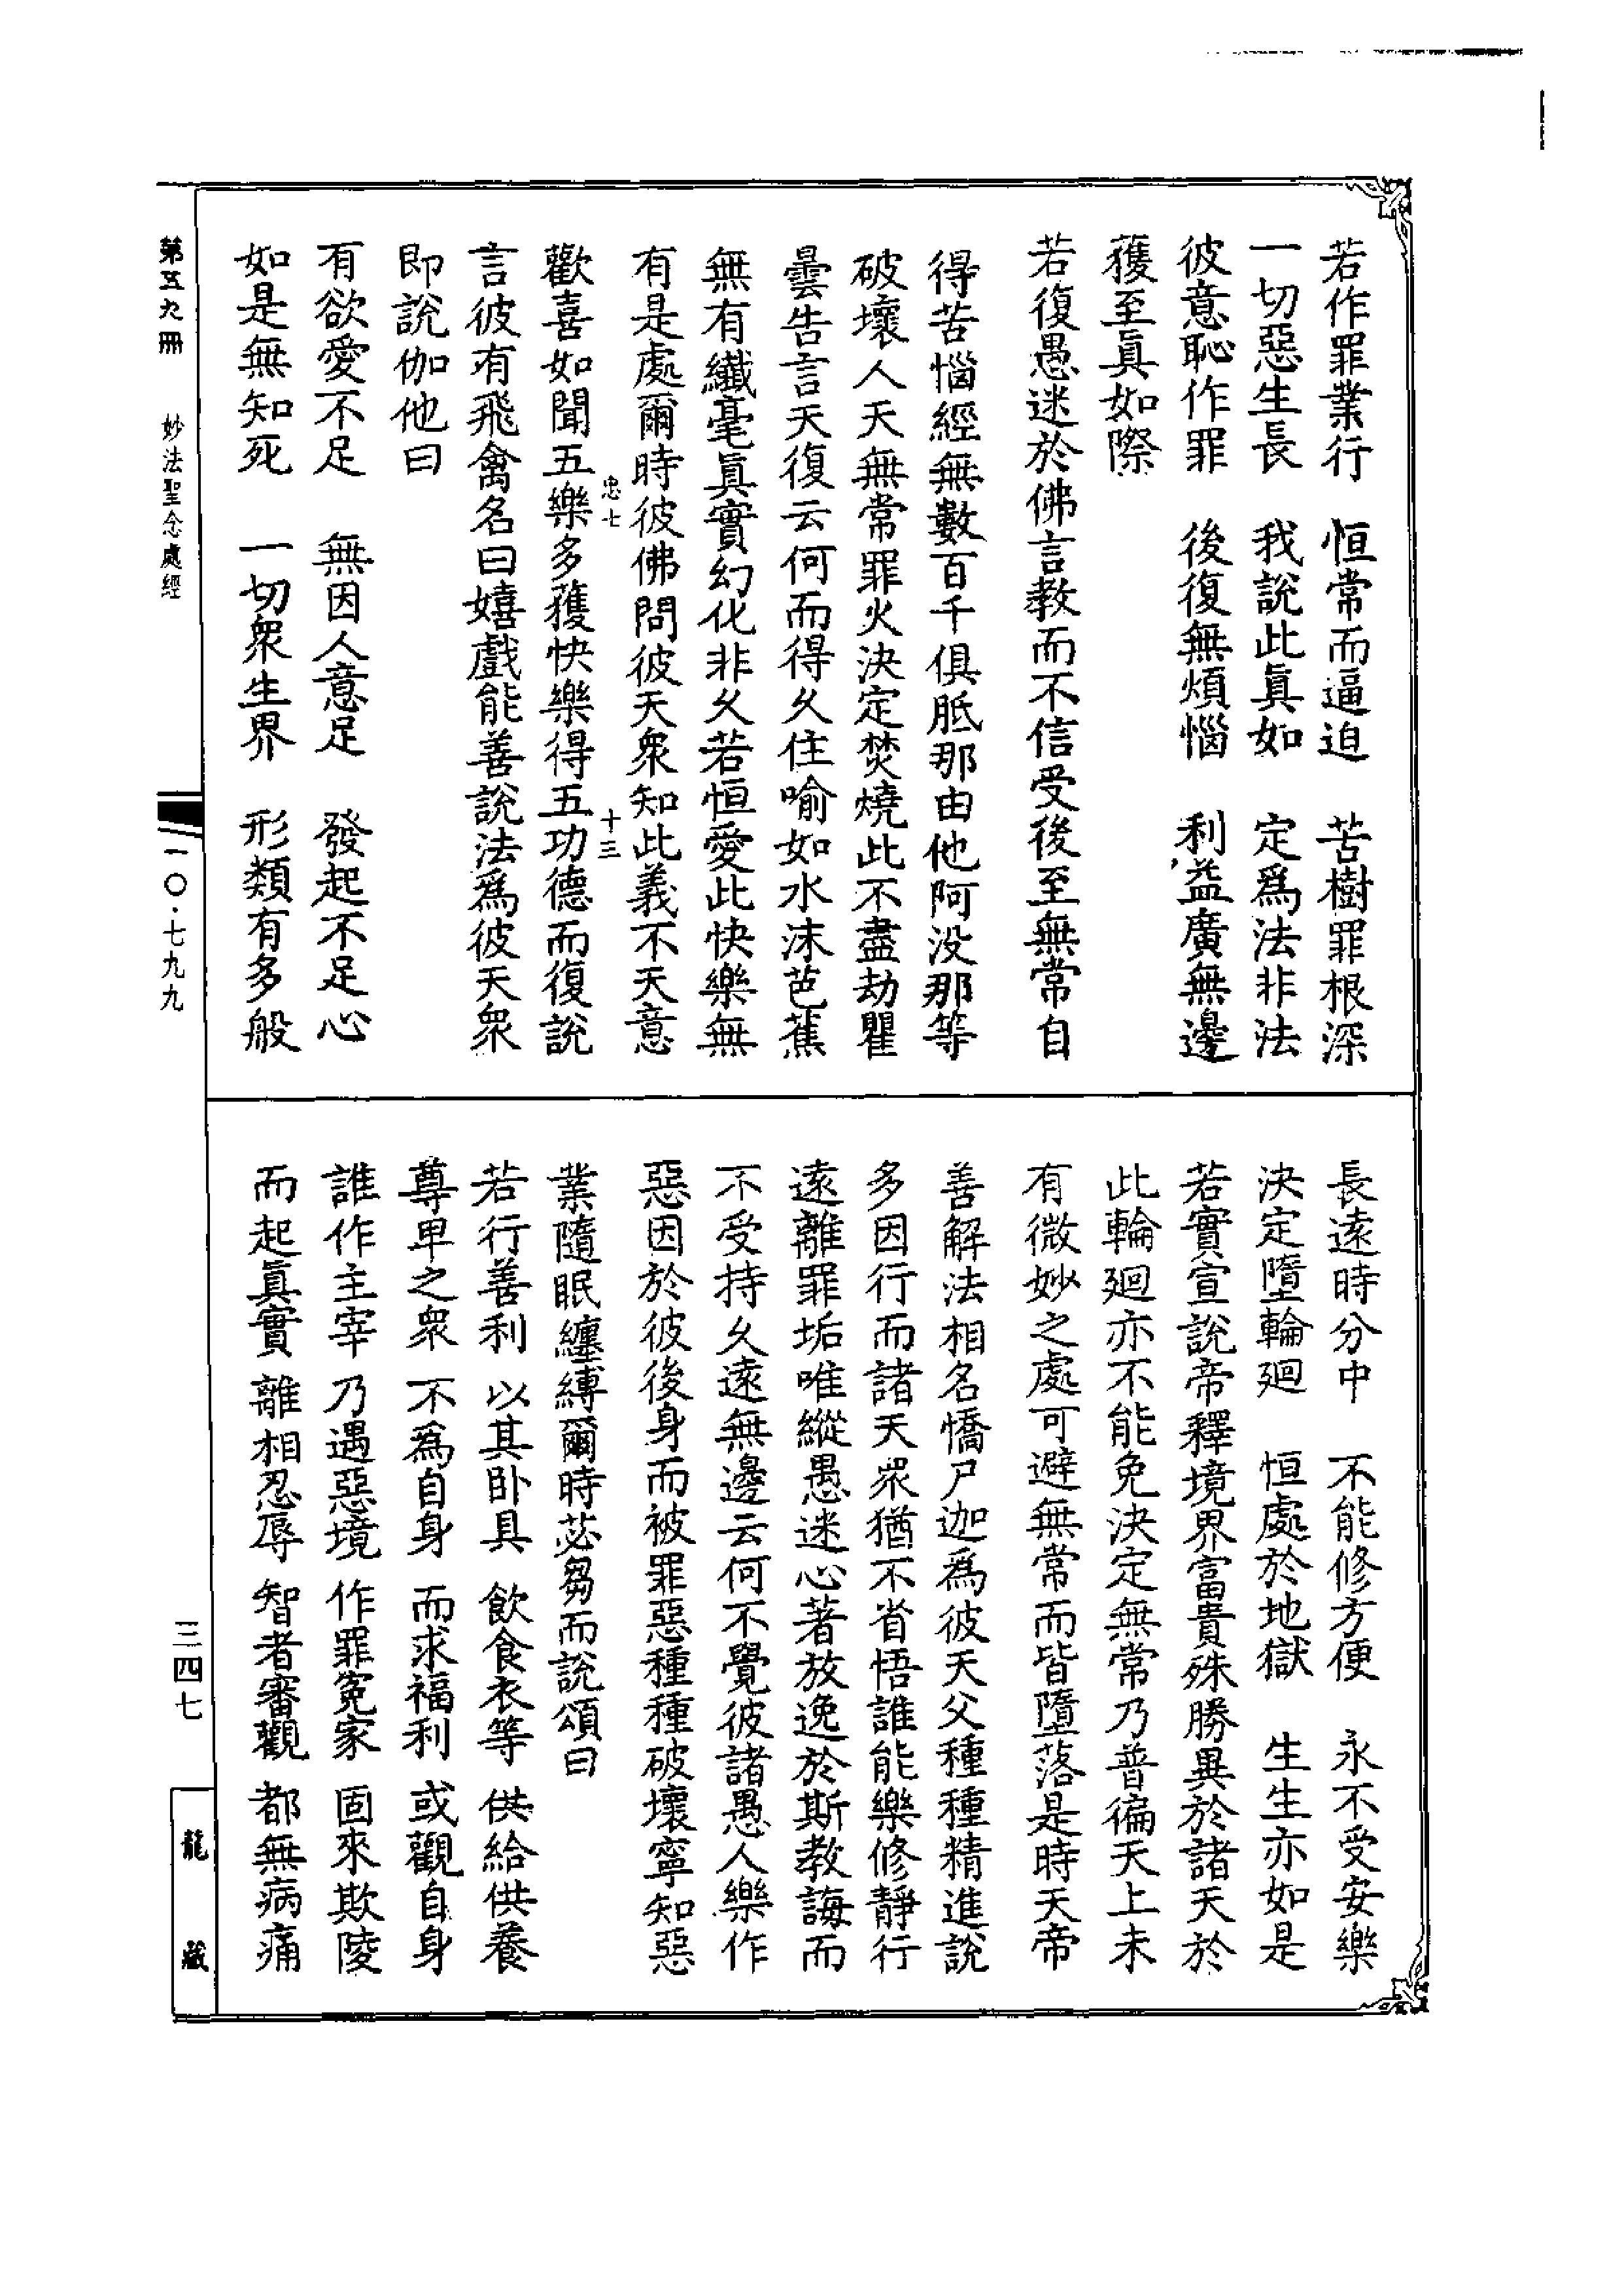 若作罪業行　恒常而逼迫　苦樹罪根深
一切惡生長　我說此眞如　定爲法非法
彼意恥作罪　後復無煩惱　利益廣無邊
獲至眞如際
若復愚迷於佛言教而不信受後至無常自
得苦惱經無數百千俱胝那由他阿没那等
破壞人天無常罪火決定焚燒此不盡劫瞿
曇告言天復云何而得久住喻如水沫芭蕉
無有纖毫眞實幻化非久若恒愛此快樂無
有是處爾時彼佛問彼天衆知此義不天意
忠七　十三
歡喜如聞五樂多獲快樂得五功德而復說
言彼有飛禽名曰嬉戲能善說法爲彼天衆
即說伽他曰
有欲愛不足　無因人意足　發起不足心
如是無知死　一切衆生界　形類有多般
長遠時分中　不能修方便　永不受安樂
決定墮輪廻　恒處於地獄　生生亦如是
若實宣說帝釋境界富貴殊勝異於諸天於
此輪廻亦不能免決定無常乃普徧天上未
有微妙之處可避無常而皆墮落是時天帝
善解法相名憍尸迦爲彼天父種種精進說
多因行而諸天衆猶不省悟誰能樂修靜行
遠離罪垢唯縱愚迷心著放逸於斯教誨而
不受持久遠無邊云何不覺彼諸愚人樂作
惡因於彼後身而被罪惡種種破壞寧知惡
業隨眠纏縛爾時苾芻而說頌曰
若行善利　以其卧具　飲食衣等　供給供養
尊卑之衆　不爲自身　而求福利　或觀自身
誰作主宰　乃遇惡境　作罪寃家　固來欺陵
而起眞實　離相忍辱　智者審觀　都無病痛
第五九冊　妙法聖念處經　一〇·七九九　三四七　龍藏